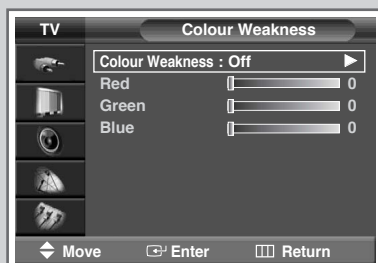 TV Colour Weakness
Colour Weakness : Off
Red 0
Green 0
Blue 0
Move Enter Return